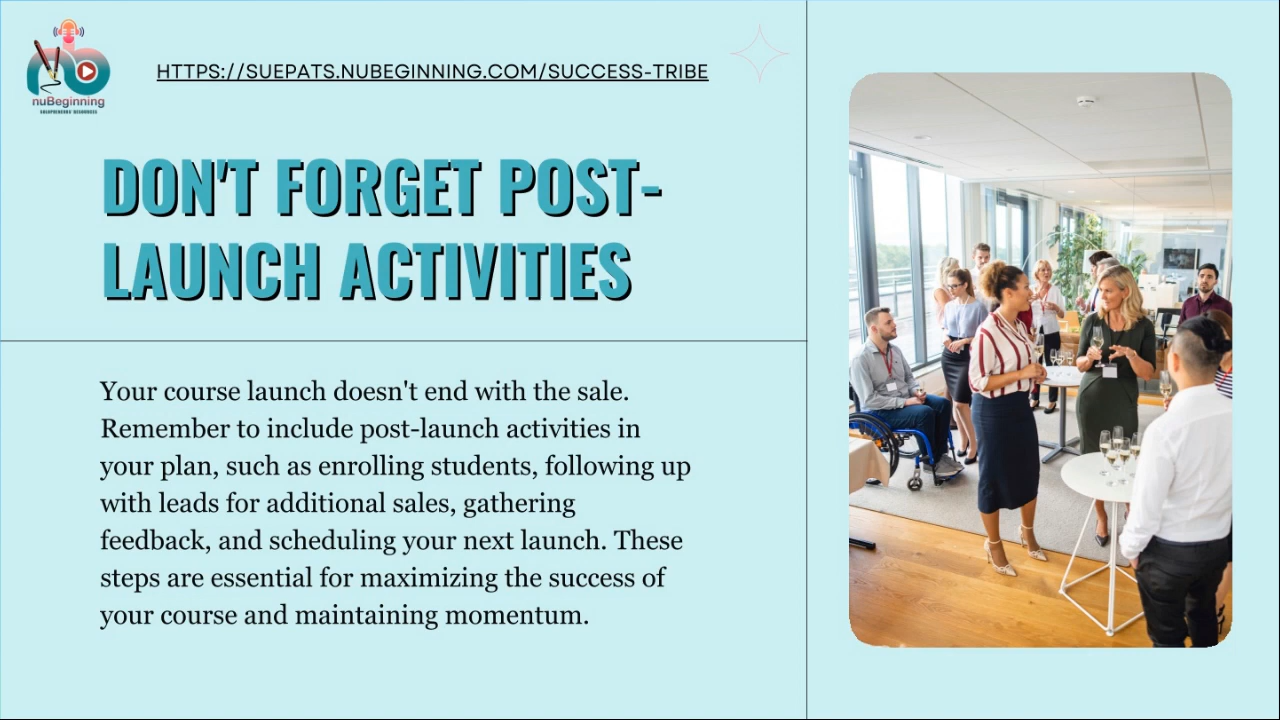 nuBeginning
SOLOPRENEURS' RESOURCES
HTTPS://SUEPATS.NUBEGINNING.COM/SUCCESS-TRIBE
DON'T FORGET POST-
LAUNCH ACTIVITIES
Your course launch doesn't end with the sale.
Remember to include post-launch activities in
your plan, such as enrolling students, following up
with leads for additional sales, gathering
feedback, and scheduling your next launch. These
steps are essential for maximizing the success of
your course and maintaining momentum.